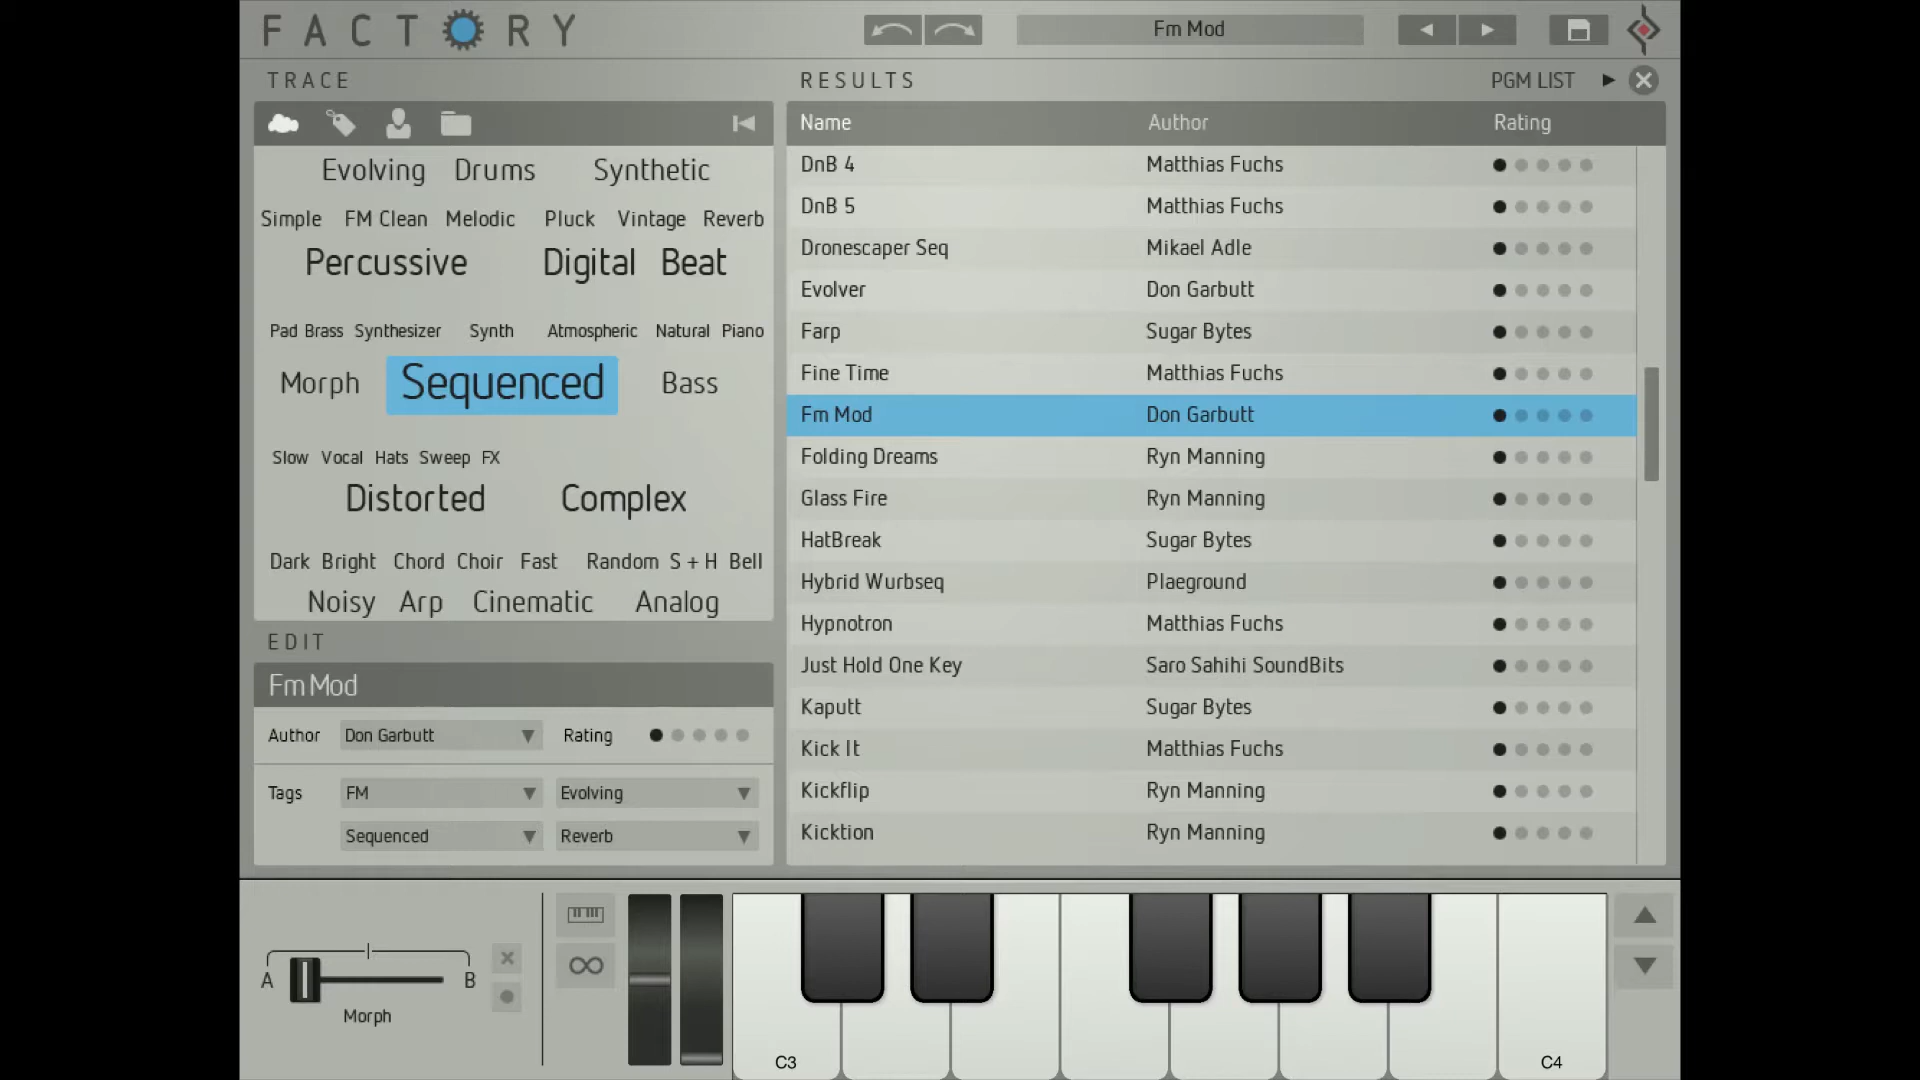 FACTORY
Fm Mod
TRACE
Evolving Drums Synthetic
Simple FM Clean Melodic Pluck Vintage Reverb
Percussive Digital Beat
Pad Brass Synthesizer Synth Atmospheric Natural Piano
Morph Sequenced Bass
Slow Vocal Hats Sweep FX
Distorted Complex
Dark Bright Chord Choir Fast Random S + H Bell
Noisy Arp Cinematic Analog
EDIT
Fm Mod
Author Don Garbutt Rating
Tags FM Evolving
Sequenced Reverb
RESULTS PGM LIST
Name Author Rating
DnB 4 Matthias Fuchs
DnB 5 Matthias Fuchs
Dronescaper Seq Mikael Adle
Evolver Don Garbutt
Farp Sugar Bytes
Fine Time Matthias Fuchs
Fm Mod Don Garbutt
Folding Dreams Ryn Manning
Glass Fire Ryn Manning
HatBreak Sugar Bytes
Hybrid Wurbseq Plaeground
Hypnotron Matthias Fuchs
Just Hold One Key Saro Sahihi SoundBits
Kaputt Sugar Bytes
Kick It Matthias Fuchs
Kickflip Ryn Manning
Kicktion Ryn Manning
A B
Morph
C3 C4